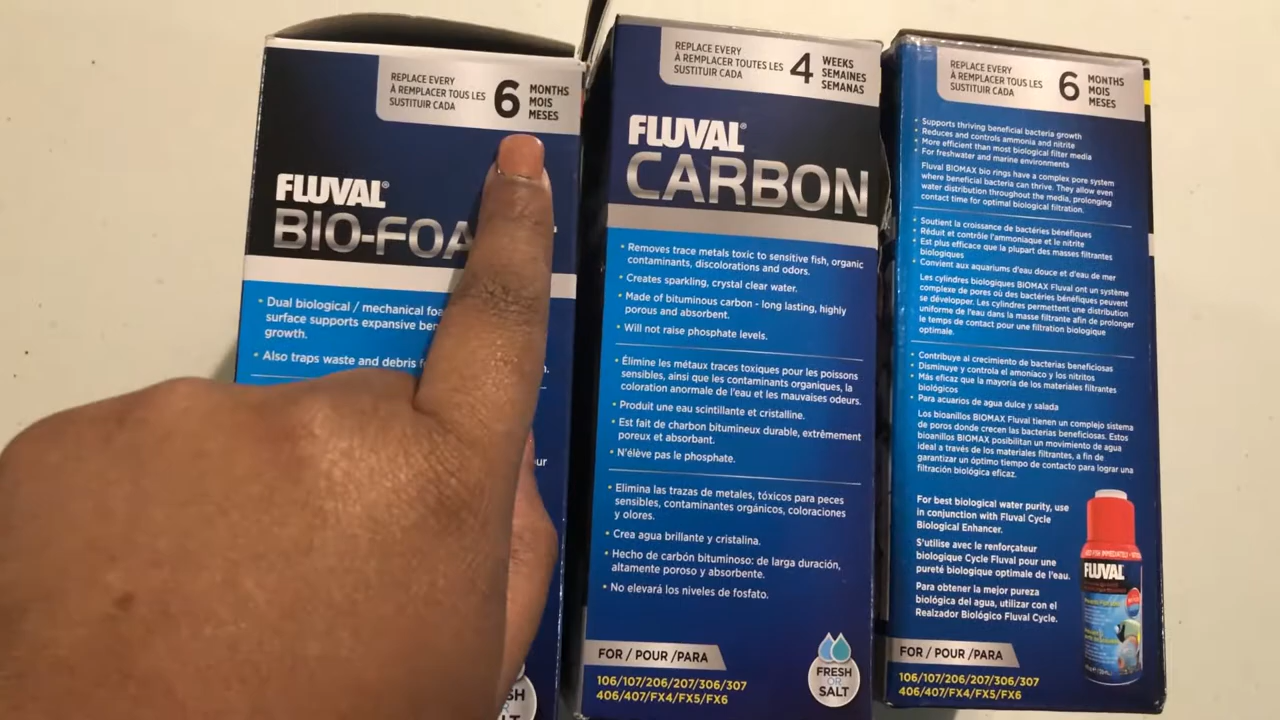 REPLACE EVERY
À REMPLACER TOUS LES
SUSTITUIR CADA
6
MONTHS
MOIS
MESES
FLUVAL®
BIO-FOA
• Dual biological / mechanical foa
surface supports expansive ben
growth.
• Also traps waste and debris f
REPLACE EVERY
À REMPLACER TOUTES LES
SUSTITUIR CADA
4
WEEKS
SEMAINES
SEMANAS
FLUVAL®
CARBON
• Removes trace metals toxic to sensitive fish, organic
contaminants, discolorations and odors.
• Creates sparkling, crystal clear water.
• Made of bituminous carbon - long lasting, highly
porous and absorbent.
• Will not raise phosphate levels.
• Élimine les métaux traces toxiques pour les poissons
sensibles, ainsi que les contaminants organiques, la
coloration anormale de l'eau et les mauvaises odeurs.
• Produit une eau scintillante et cristalline.
• Est fait de charbon bitumineux durable, extrêmement
poreux et absorbant.
• N'élève pas le phosphate.
• Elimina las trazas de metales, tóxicos para peces
sensibles, contaminantes orgánicos, coloraciones
y olores.
• Crea agua brillante y cristalina.
• Hecho de carbón bituminoso: de larga duración,
altamente poroso y absorbente.
• No elevará los niveles de fosfato.
FOR / POUR /PARA
106/107/206/207/306/307
406/407/FX4/FX5/FX6
FRESH
OR
SALT
REPLACE EVERY
À REMPLACER TOUS LES
SUSTITUIR CADA
6
MONTHS
MOIS
MESES
• Supports thriving beneficial bacteria growth
• Reduces and controls ammonia and nitrite
• More efficient than most biological filter media
• For freshwater and marine environments
Fluval BIOMAX bio rings have a complex pore system
where beneficial bacteria can thrive. They allow even
water distribution throughout the media, prolonging
contact time for optimal biological filtration.
• Soutient la croissance de bactéries bénéfiques
• Réduit et contrôle l'ammoniaque et le nitrite
• Est plus efficace que la plupart des masses filtrantes
biologiques
• Convient aux aquariums d'eau douce et d'eau de mer
Les cylindres biologiques BIOMAX Fluval ont un système
complexe de pores où des bactéries bénéfiques peuvent
se développer. Les cylindres permettent une distribution
uniforme de l'eau dans la masse filtrante afin de prolonger
le temps de contact pour une filtration biologique
optimale.
• Contribuye al crecimiento de bacterias beneficiosas
• Disminuye y controla el amoníaco y los nitritos
• Más eficaz que la mayoría de los materiales filtrantes
biológicos
• Para acuarios de agua dulce y salada
Los bioanillos BIOMAX Fluval tienen un complejo sistema
de poros donde crecen las bacterias beneficiosas. Estos
bioanillos BIOMAX posibilitan un movimiento de agua
ideal a través de los materiales filtrantes, a fin de
garantizar un óptimo tiempo de contacto para lograr una
filtración biológica eficaz.
For best biological water purity, use
in conjunction with Fluval Cycle
Biological Enhancer.
S'utilise avec le renforçateur
biologique Cycle Fluval pour une
pureté biologique optimale de l'eau.
Para obtener la mejor pureza
biológica del agua, utilizar con el
Realzador Biológico Fluval Cycle.
FLUVAL
FOR / POUR /PARA
106/107/206/207/306/307
406/407/FX4/FX5/FX6